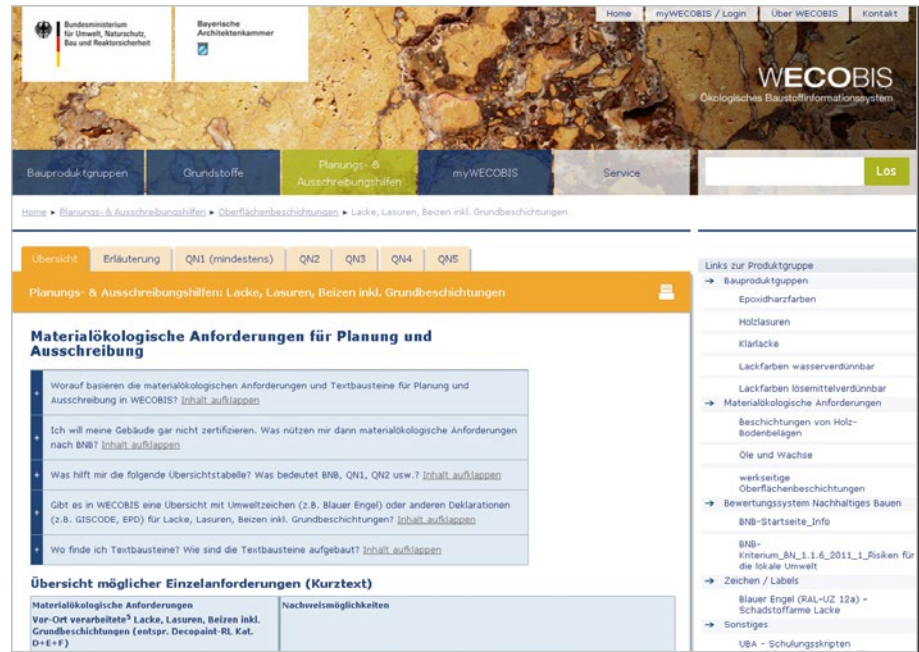 Home
myWECOBIS / Login
Über WECOBIS
Kontakt
Bundesministerium
für Umwelt, Naturschutz,
Bau und Reaktorsicherheit
Bayerische
Architektenkammer
WECOBIS
Ökologisches Baustoffinformationssystem
Bauproduktgruppen
Grundstoffe
Planungs- &
Ausschreibungshilfen
myWECOBIS
Service
Los
Home ▸ Planungs- & Ausschreibungshilfen ▸ Oberflächenbeschichtungen ▸ Lacke, Lasuren, Beizen inkl. Grundbeschichtungen
Übersicht
Erläuterung
QN1 (mindestens)
QN2
QN3
QN4
QN5
Planungs- & Ausschreibungshilfen: Lacke, Lasuren, Beizen inkl. Grundbeschichtungen
Materialökologische Anforderungen für Planung und
Ausschreibung
+ Worauf basieren die materialökologischen Anforderungen und Textbausteine für Planung und
Ausschreibung in WECOBIS? Inhalt aufklappen
+ Ich will meine Gebäude gar nicht zertifizieren. Was nützen mir dann materialökologische Anforderungen
nach BNB? Inhalt aufklappen
+ Was hilft mir die folgende Übersichtstabelle? Was bedeutet BNB, QN1, QN2 usw.? Inhalt aufklappen
+ Gibt es in WECOBIS eine Übersicht mit Umweltzeichen (z.B. Blauer Engel) oder anderen Deklarationen
(z.B. GISCODE, EPD) für Lacke, Lasuren, Beizen inkl. Grundbeschichtungen? Inhalt aufklappen
+ Wo finde ich Textbausteine? Wie sind die Textbausteine aufgebaut? Inhalt aufklappen
Übersicht möglicher Einzelanforderungen (Kurztext)
Materialökologische Anforderungen
Vor-Ort verarbeitete⁵ Lacke, Lasuren, Beizen inkl.
Grundbeschichtungen (entspr. Decopaint-RL Kat.
D+E+F)
Nachweismöglichkeiten
Links zur Produktgruppe
→ Bauproduktguppen
Epoxidharzfarben
Holzlasuren
Klarlacke
Lackfarben wasserverdünnbar
Lackfarben lösemittelverdünnbar
→ Materialökologische Anforderungen
Beschichtungen von Holz-
Bodenbelägen
Öle und Wachse
werkseitige
Oberflächenbeschichtungen
→ Bewertungssystem Nachhaltiges Bauen
BNB-Startseite_Info
BNB-
Kriterium_BN_1.1.6_2011_1_Risiken für
die lokale Umwelt
→ Zeichen / Labels
Blauer Engel (RAL-UZ 12a) -
Schadstoffarme Lacke
→ Sonstiges
UBA - Schulungsskripten